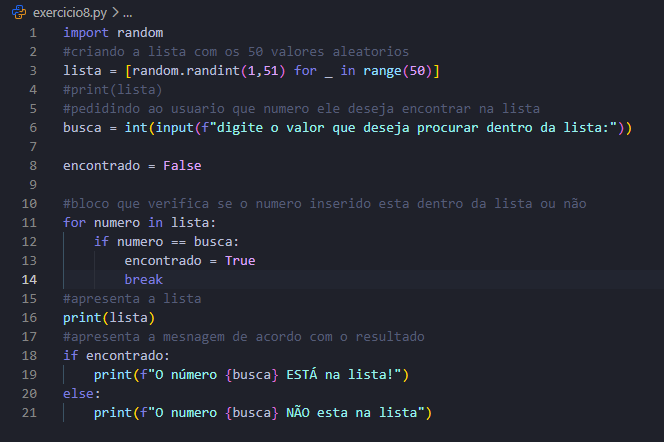 exercicio8.py > ...
1 import random
2 #criando a lista com os 50 valores aleatorios
3 lista = [random.randint(1,51) for _ in range(50)]
4 #print(lista)
5 #pedidindo ao usuario que numero ele deseja encontrar na lista
6 busca = int(input(f"digite o valor que deseja procurar dentro da lista:"))
7
8 encontrado = False
9
10 #bloco que verifica se o numero inserido esta dentro da lista ou não
11 for numero in lista:
12     if numero == busca:
13         encontrado = True
14         break
15 #apresenta a lista
16 print(lista)
17 #apresenta a mesnagem de acordo com o resultado
18 if encontrado:
19     print(f"O número {busca} ESTÁ na lista!")
20 else:
21     print(f"O numero {busca} NÃO esta na lista")